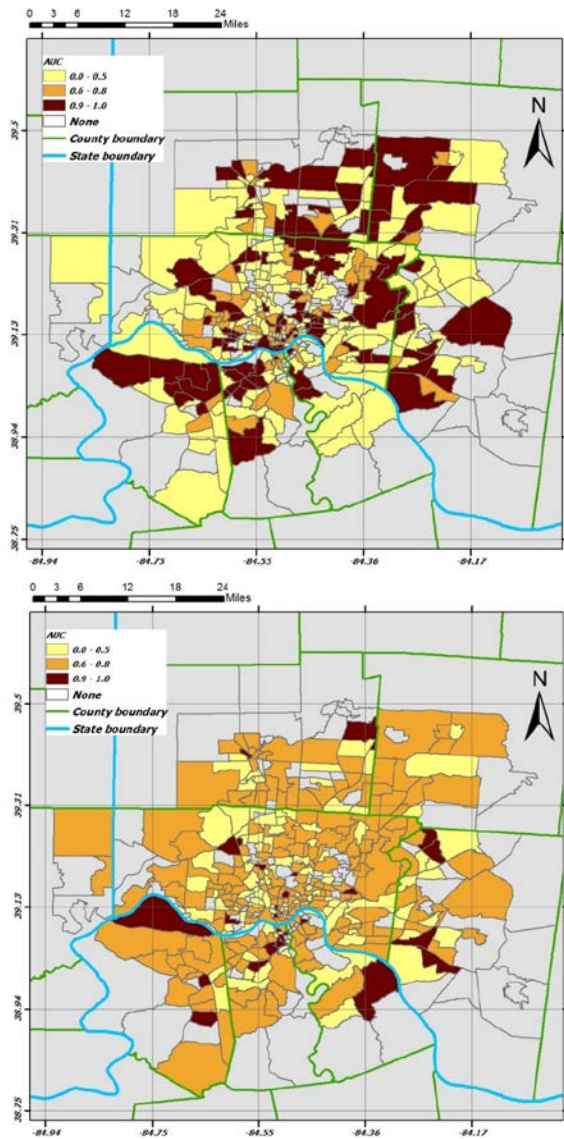 0 3 6 12 18 24
Miles
AUC
0.0 - 0.5
0.6 - 0.8
0.9 - 1.0
None
County boundary
State boundary
N
39.5
39.31
39.13
38.94
38.75
-84.94 -84.75 -84.55 -84.36 -84.17
0 3 6 12 18 24
Miles
AUC
0.0 - 0.5
0.6 - 0.8
0.9 - 1.0
None
County boundary
State boundary
N
39.5
39.31
39.13
38.94
38.75
-84.94 -84.75 -84.55 -84.36 -84.17